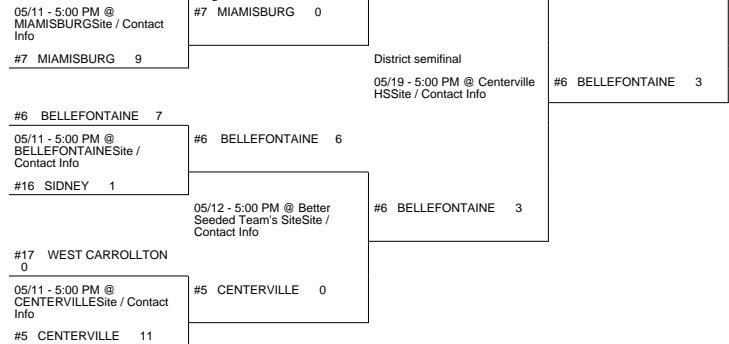 05/11 - 5:00 PM @
MIAMISBURGSite / Contact
Info
#7 MIAMISBURG 0
#7 MIAMISBURG 9
District semifinal
05/19 - 5:00 PM @ Centerville
HSSite / Contact Info
#6 BELLEFONTAINE 3
#6 BELLEFONTAINE 7
05/11 - 5:00 PM @
BELLEFONTAINESite /
Contact Info
#6 BELLEFONTAINE 6
#16 SIDNEY 1
05/12 - 5:00 PM @ Better
Seeded Team's SiteSite /
Contact Info
#6 BELLEFONTAINE 3
#17 WEST CARROLLTON
0
05/11 - 5:00 PM @
CENTERVILLESite / Contact
Info
#5 CENTERVILLE 0
#5 CENTERVILLE 11